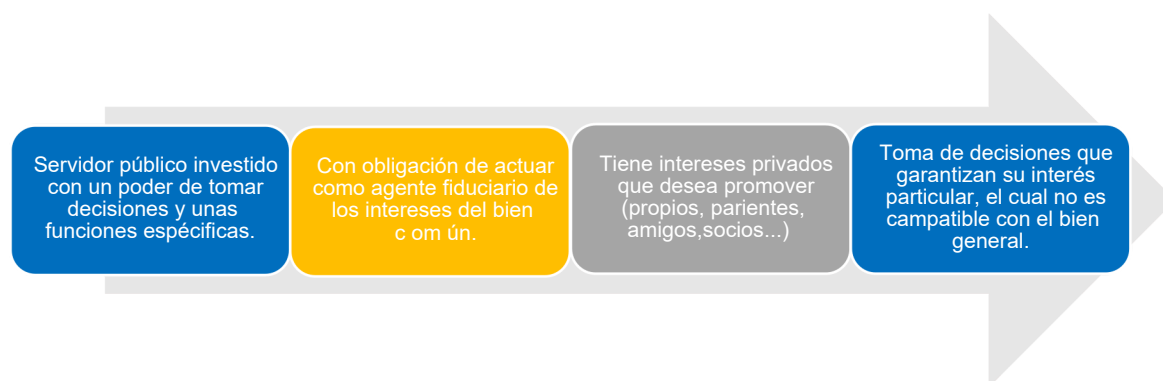 Servidor público investido
con un poder de tomar
decisiones y unas
funciones espécificas.
Con obligación de actuar
como agente fiduciario de
los intereses del bien
c om ún.
Tiene intereses privados
que desea promover
(propios, parientes,
amigos,socios...)
Toma de decisiones que
garantizan su interés
particular, el cual no es
campatible con el bien
general.